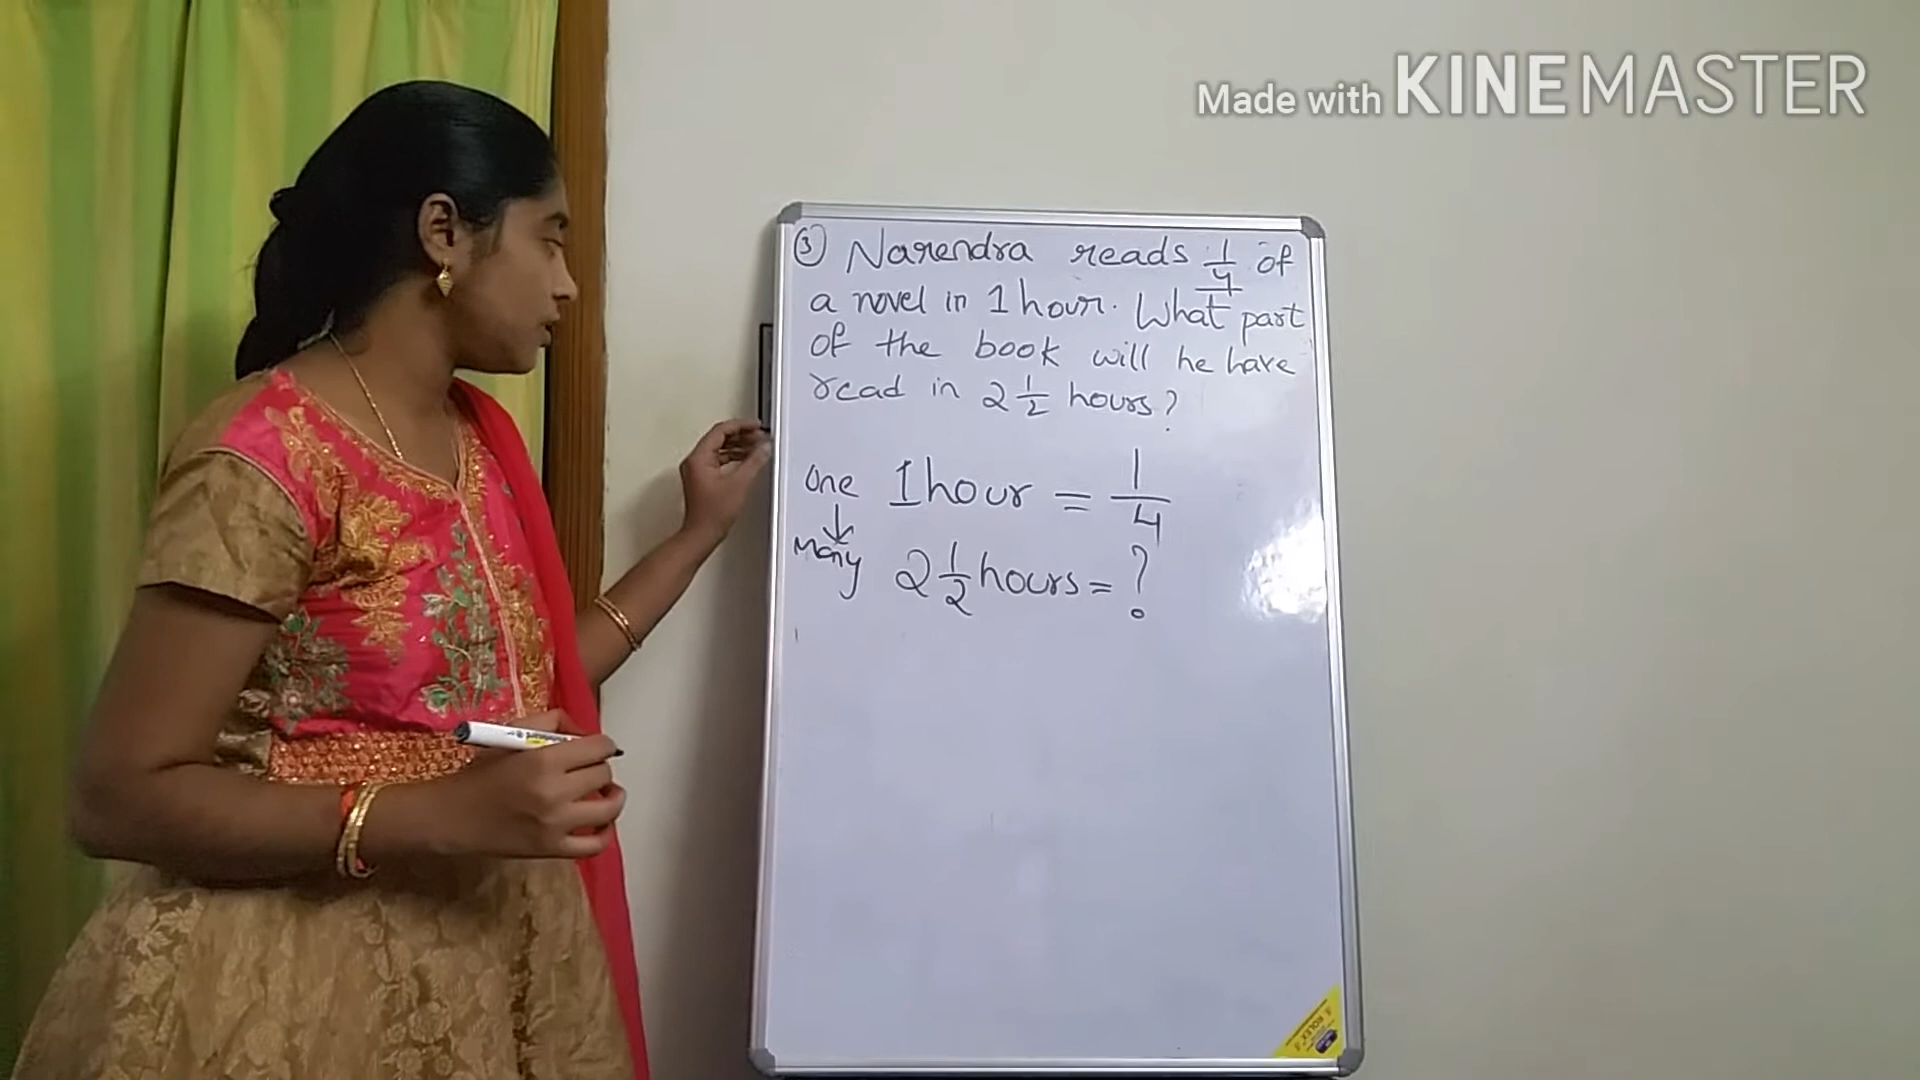 Made with KINEMASTER
③ Narendra reads 1/4 of
a novel in 1 hour. What part
of the book will he have
read in 2 1/2 hours?
One 1 hour = 1/4
↓
Many 2 1/2 hours = ?